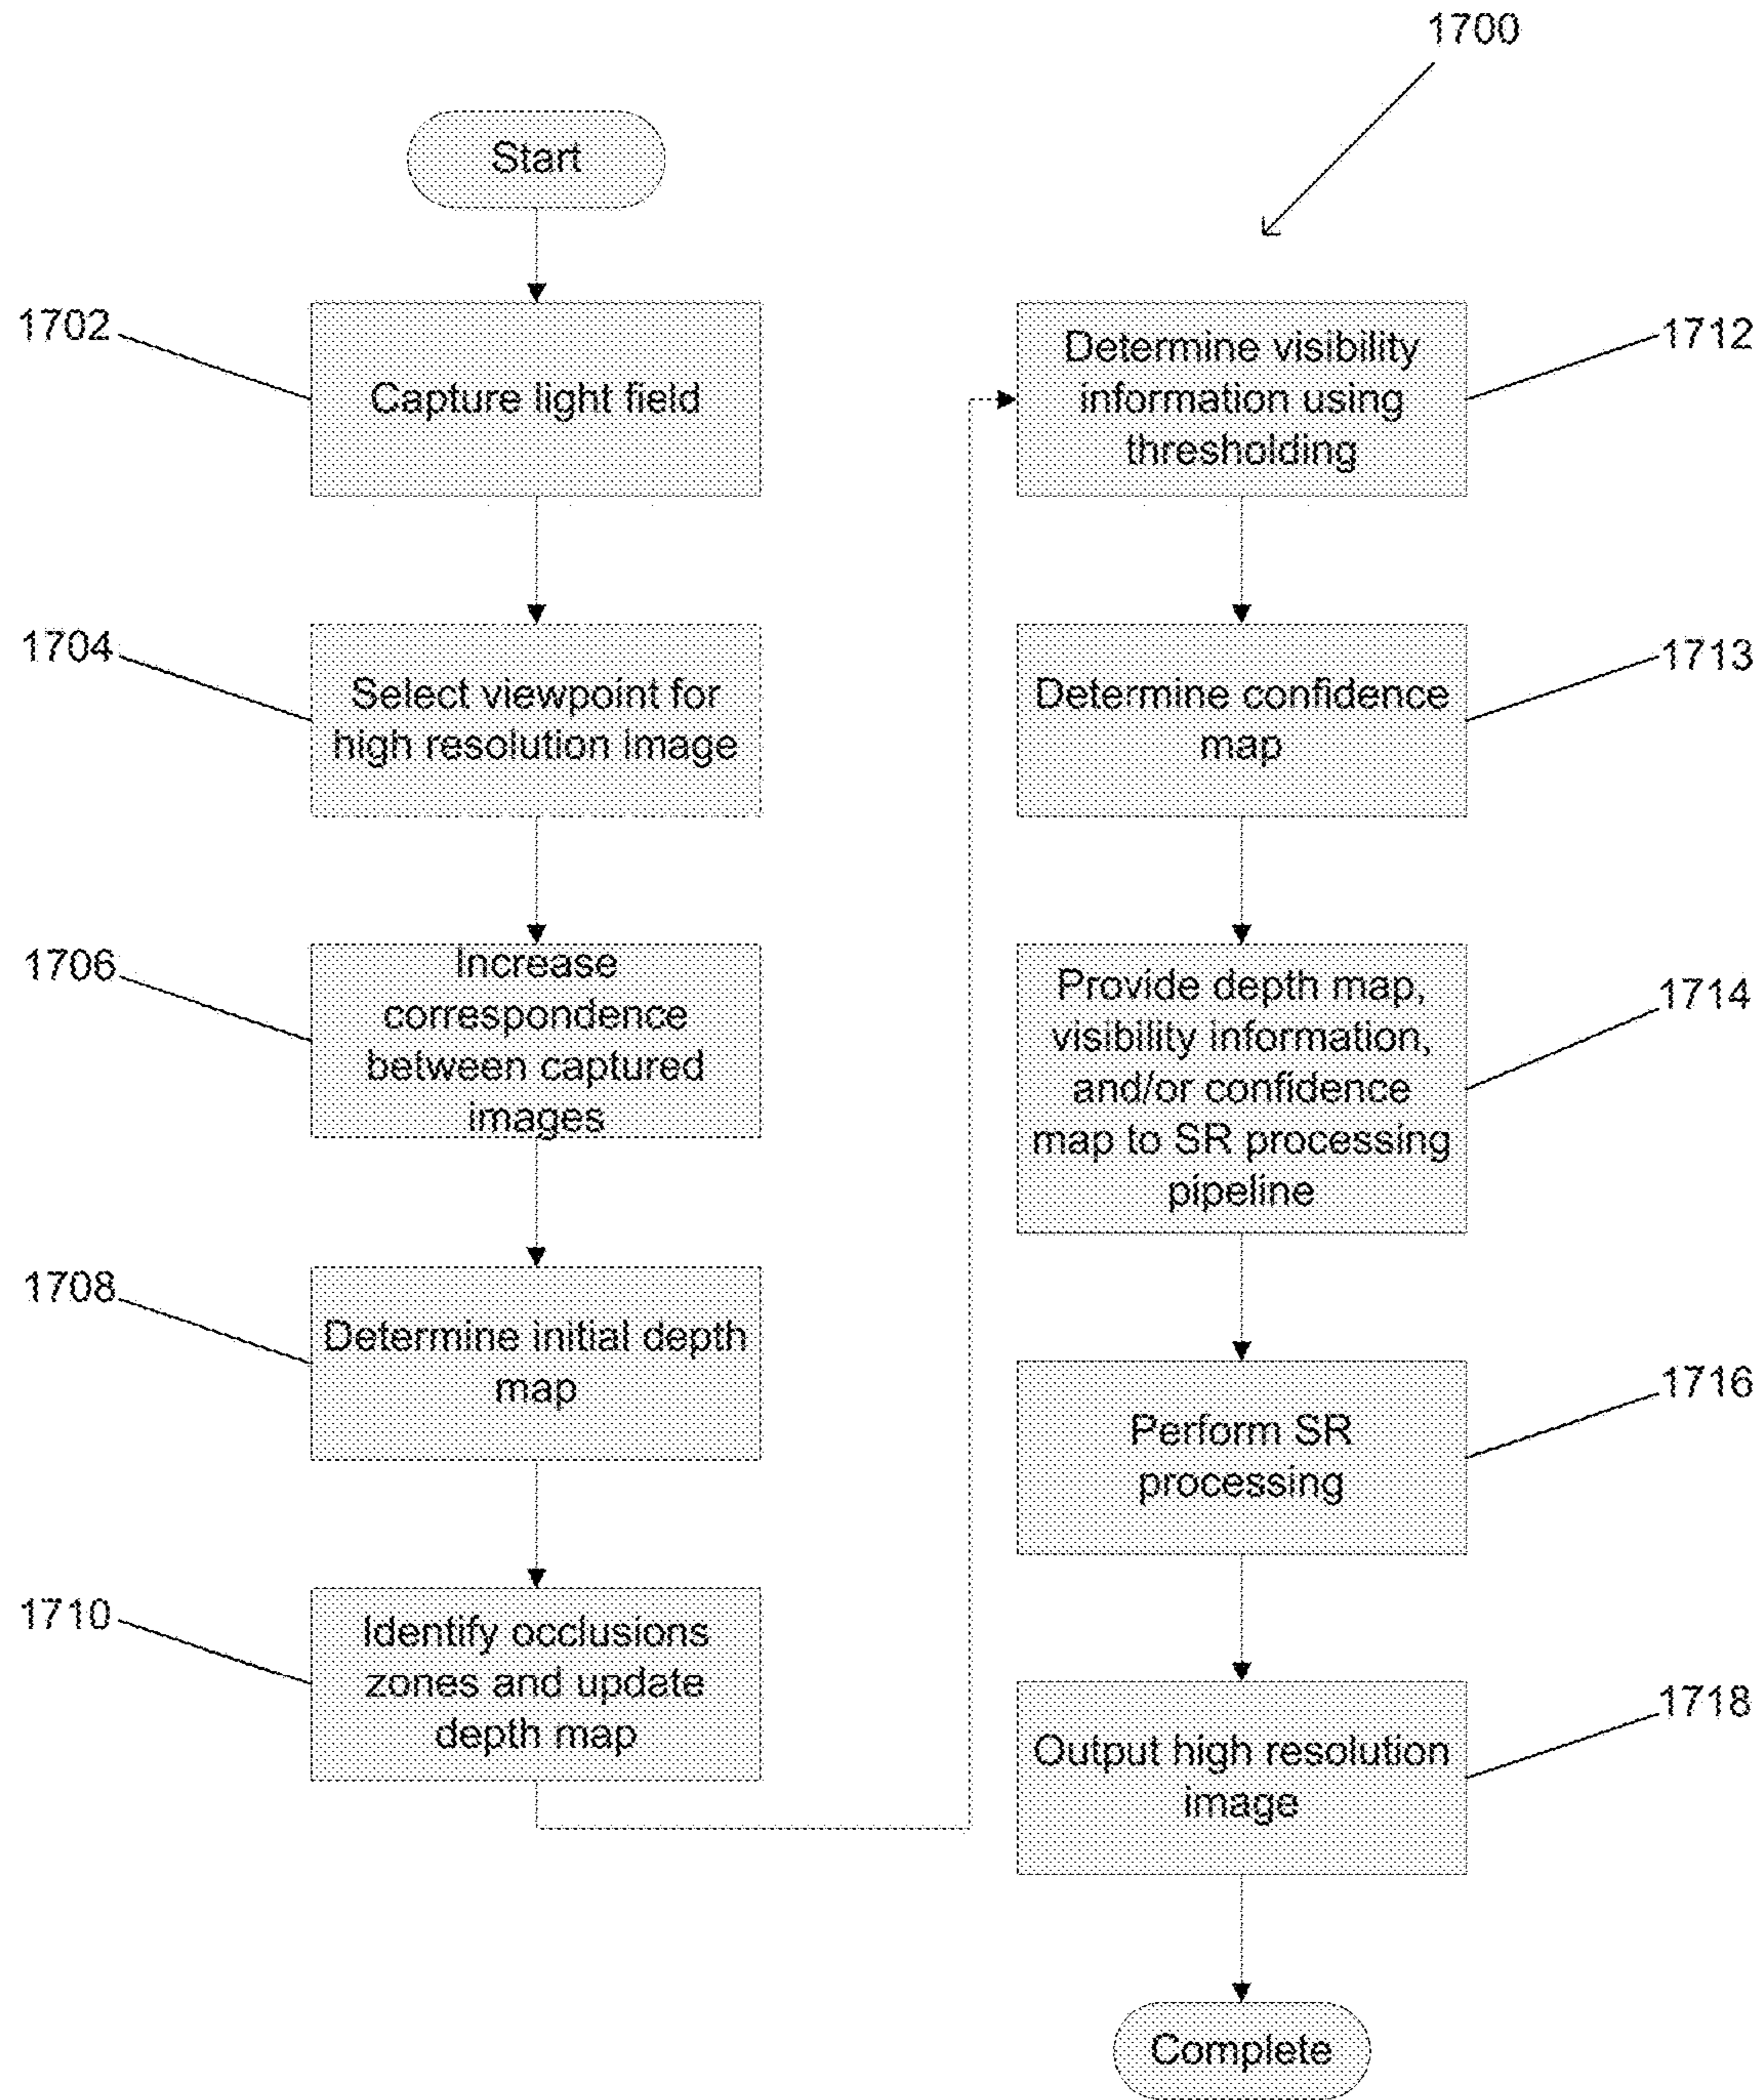 1700
Start
1702
Capture light field
1704
Select viewpoint for
high resolution image
1706
Increase
correspondence
between captured
images
1708
Determine initial depth
map
1710
Identify occlusions
zones and update
depth map
1712
Determine visibility
information using
thresholding
1713
Determine confidence
map
1714
Provide depth map,
visibility information,
and/or confidence
map to SR processing
pipeline
1716
Perform SR
processing
1718
Output high resolution
image
Complete